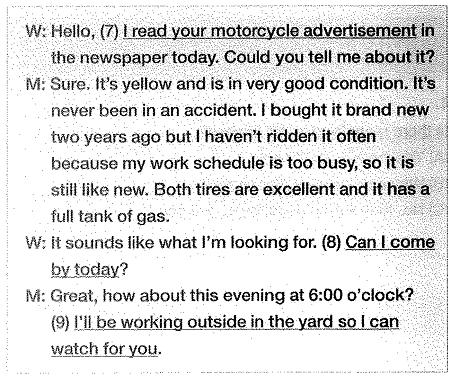 W: Hello, (7) I read your motorcycle advertisement in
the newspaper today. Could you tell me about it?
M: Sure. It's yellow and is in very good condition. It's
never been in an accident. I bought it brand new
two years ago but I haven't ridden it often
because my work schedule is too busy, so it is
still like new. Both tires are excellent and it has a
full tank of gas.
W: It sounds like what I'm looking for. (8) Can I come
by today?
M: Great, how about this evening at 6:00 o'clock?
(9) I'll be working outside in the yard so I can
watch for you.